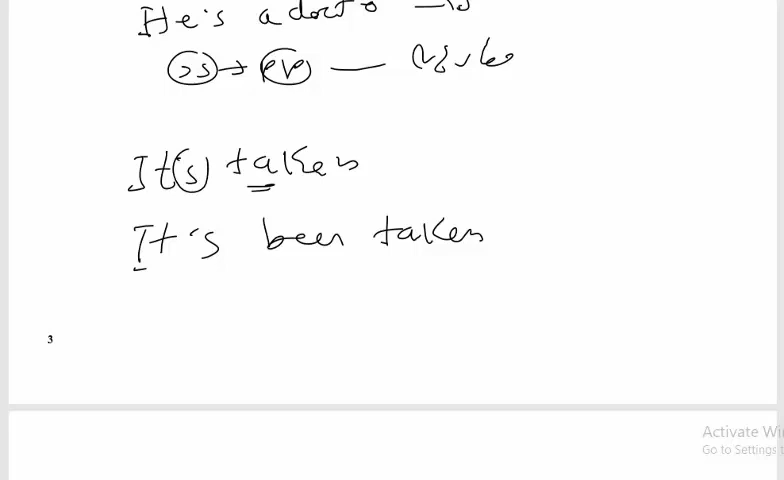 He's a docto
It(s) taken
It's been taken
3
Activate Wi
Go to Settings t